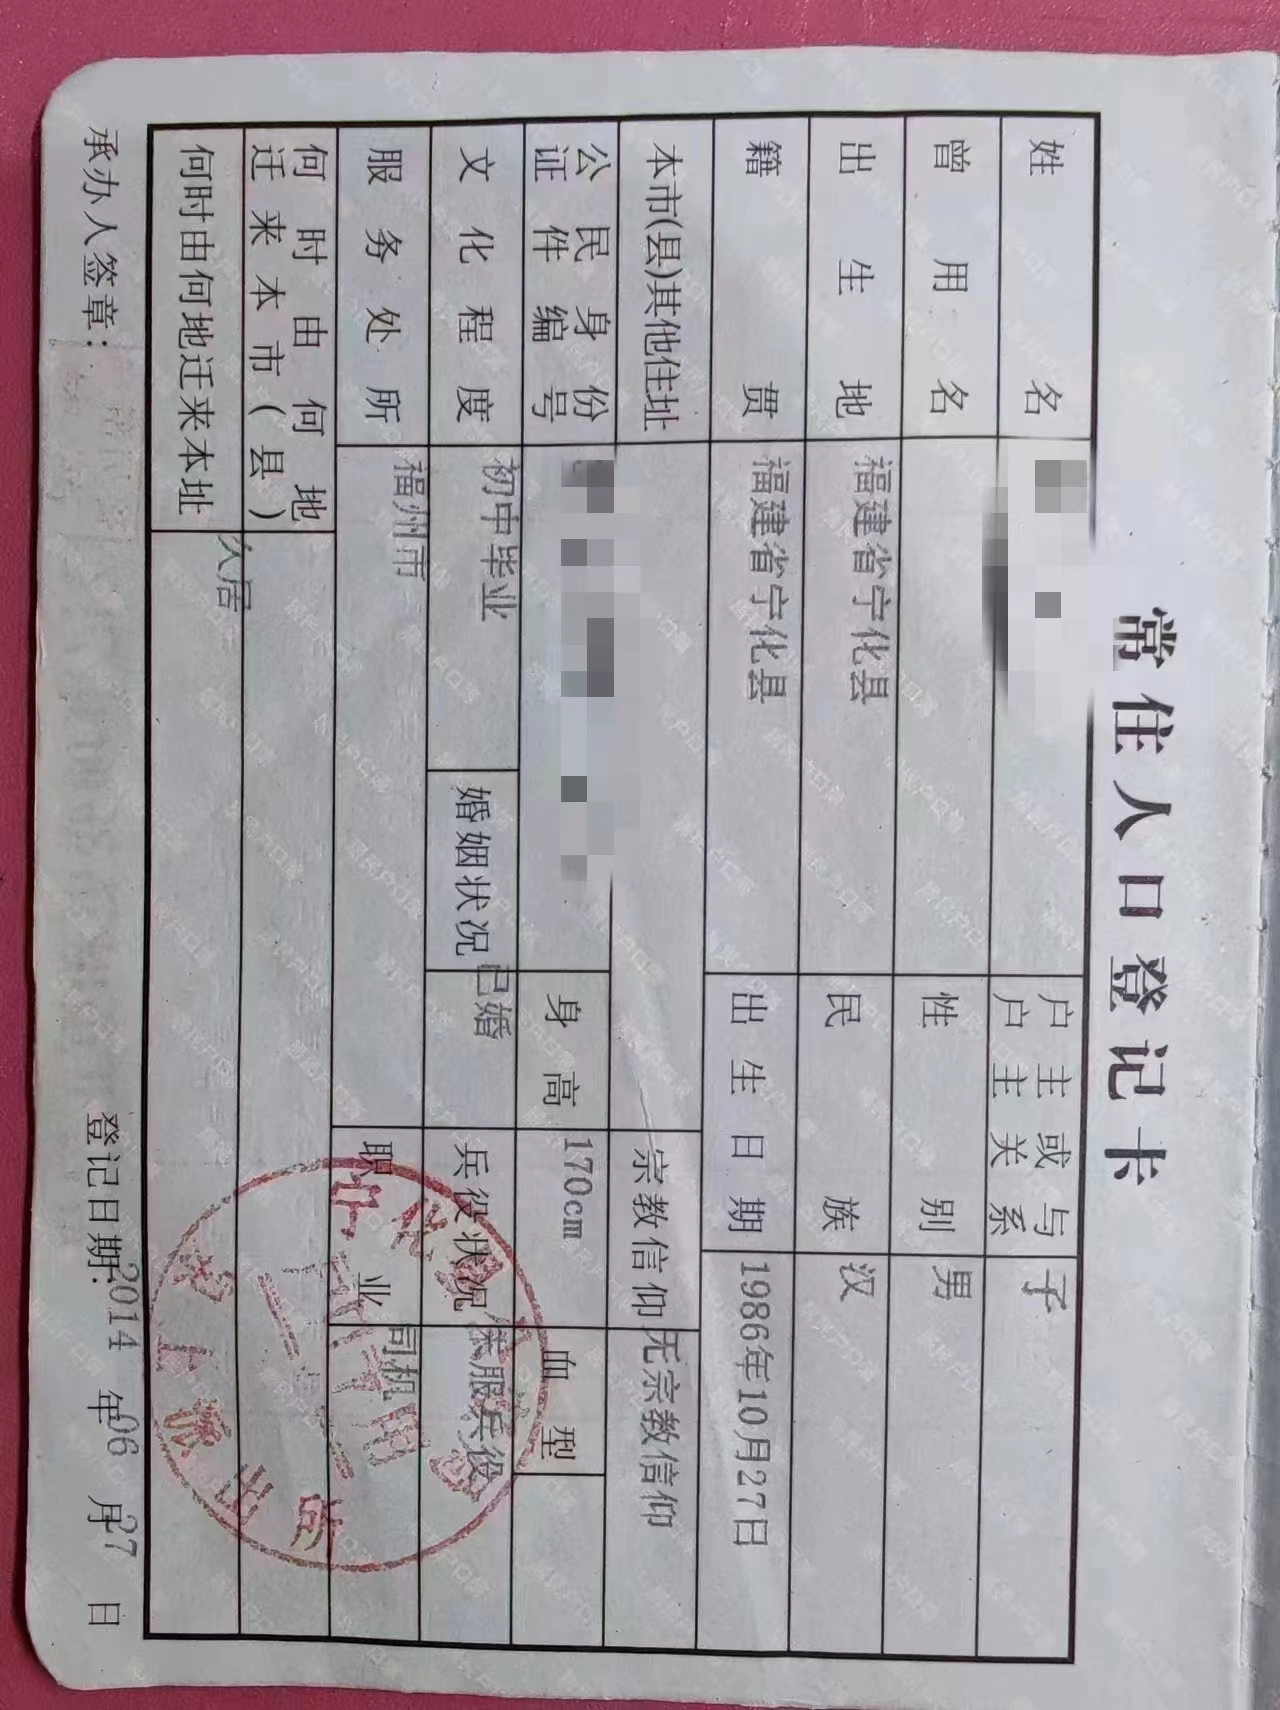 常住人口登记卡
姓名
户主或与户主关系 子
曾用名
性别 男
出生地 福建省宁化县
民族 汉
籍贯 福建省宁化县
出生日期 1986年10月27日
本市(县)其他住址
宗教信仰 无宗教信仰
公民身份证件编号
身高 170cm
血型
文化程度 初中毕业
婚姻状况 已婚
兵役状况 未服兵役
服务处所 福州市
职业 司机
何时由何地迁来本市(县)
何时由何地迁来本址 久居
承办人签章：
登记日期：2014年06月27日